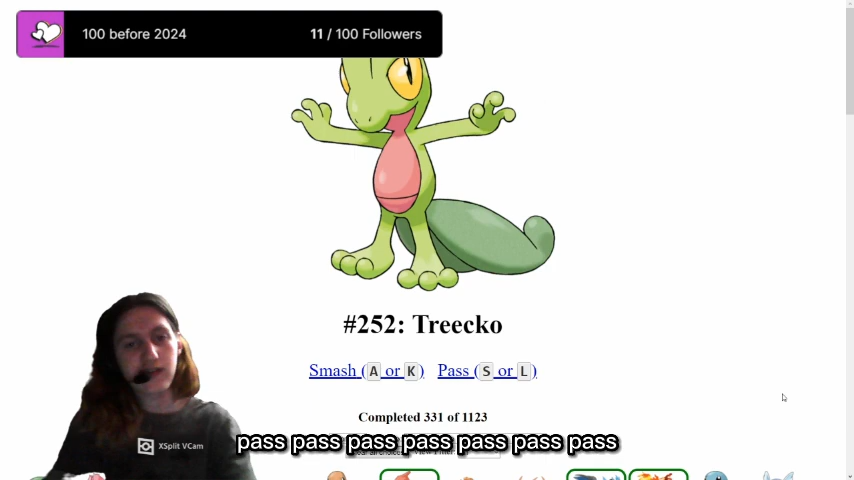 100 before 2024 11 / 100 Followers
#252: Treecko
Smash (A or K) Pass (S or L)
Completed 331 of 1123
XSplit VCam
pass pass pass pass pass pass pass